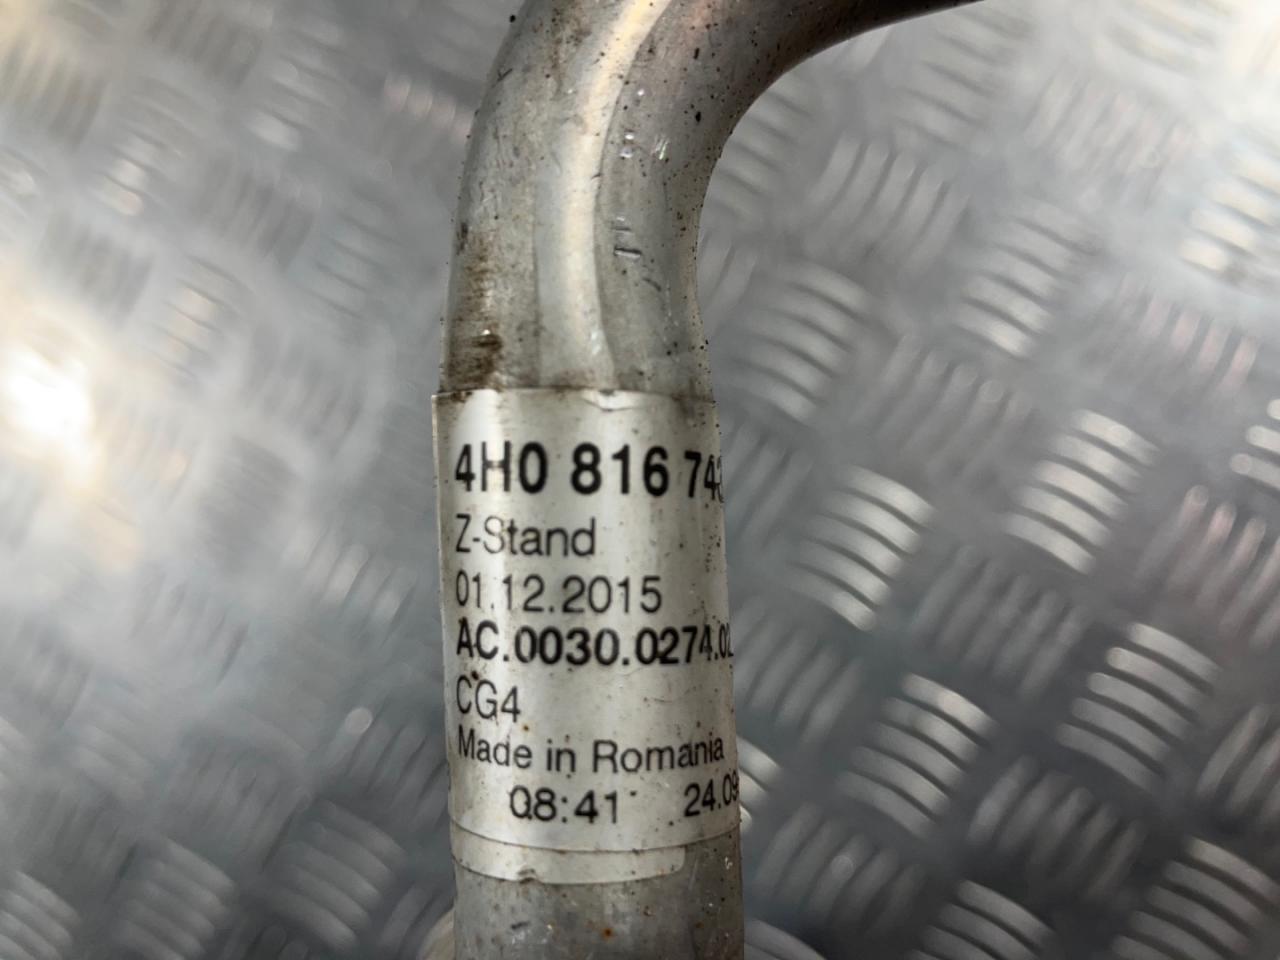 4H0 816 743
Z-Stand
01.12.2015
AC.0030.0274.02
CG4
Made in Romania
08:41 24.09